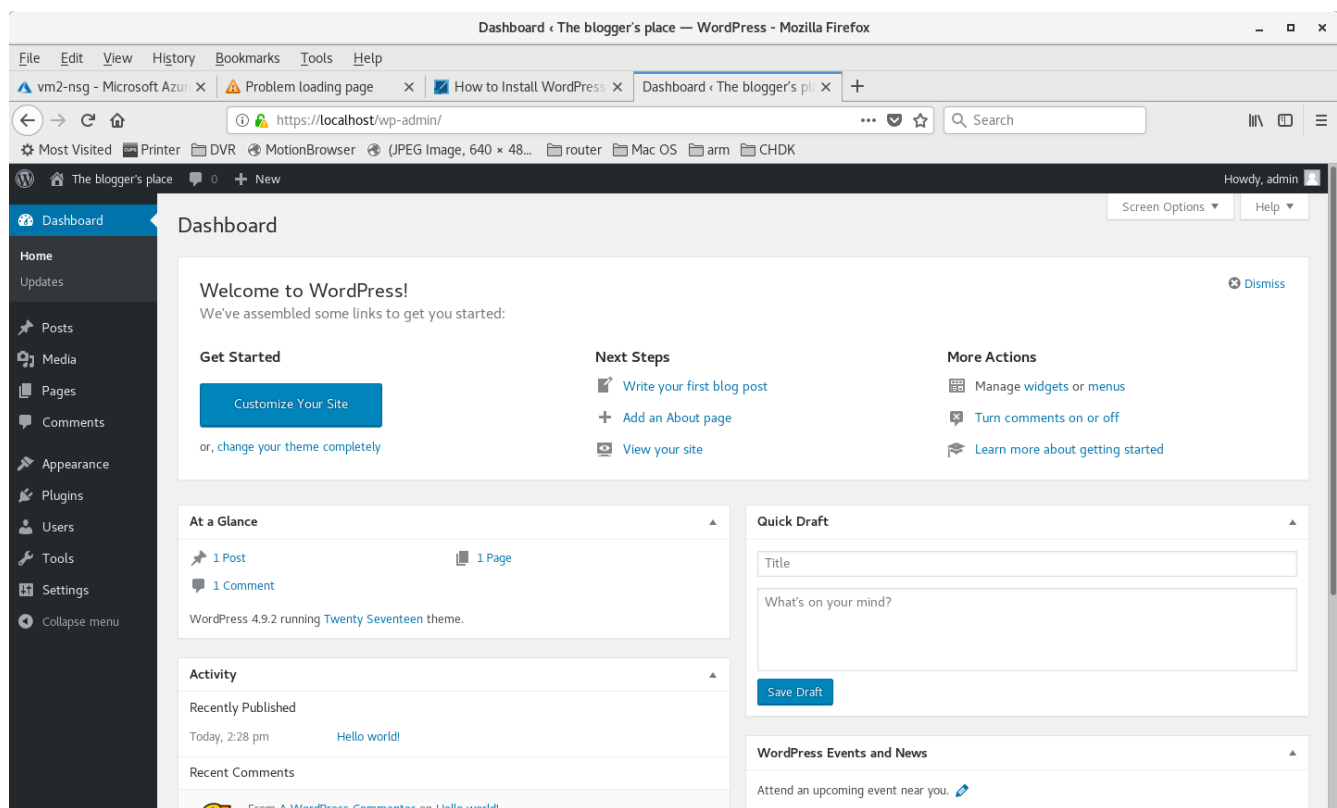 Dashboard ‹ The blogger's place — WordPress - Mozilla Firefox
File Edit View History Bookmarks Tools Help
vm2-nsg - Microsoft Azur Problem loading page How to Install WordPress Dashboard ‹ The blogger's pla
https://localhost/wp-admin/ Search
Most Visited Printer DVR MotionBrowser (JPEG Image, 640 × 48... router Mac OS arm CHDK
The blogger's place 0 + New Howdy, admin
Dashboard
Home
Updates
Posts
Media
Pages
Comments
Appearance
Plugins
Users
Tools
Settings
Collapse menu
Screen Options ▼ Help ▼
Dashboard
Welcome to WordPress! Dismiss
We've assembled some links to get you started:
Get Started
Customize Your Site
or, change your theme completely
Next Steps
Write your first blog post
Add an About page
View your site
More Actions
Manage widgets or menus
Turn comments on or off
Learn more about getting started
At a Glance
1 Post 1 Page
1 Comment
WordPress 4.9.2 running Twenty Seventeen theme.
Activity
Recently Published
Today, 2:28 pm Hello world!
Recent Comments
From A WordPress Commenter on Hello world!
Quick Draft
Title
What's on your mind?
Save Draft
WordPress Events and News
Attend an upcoming event near you.